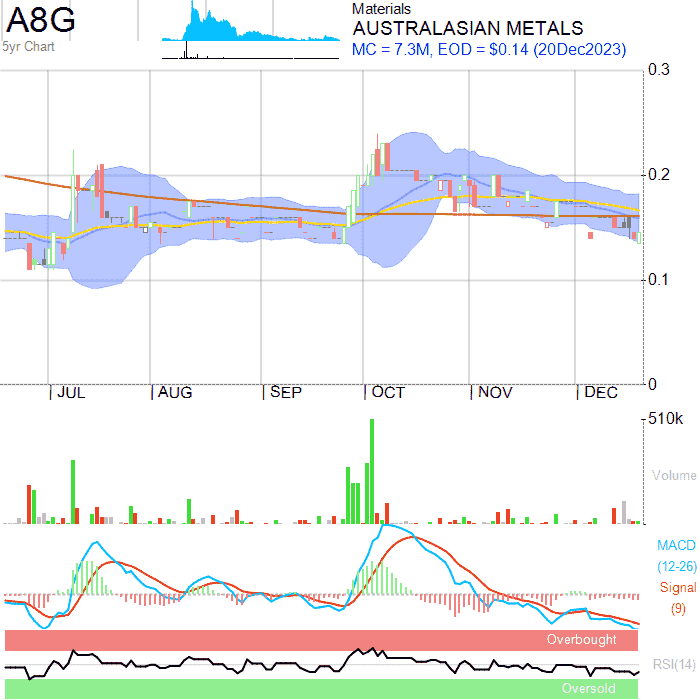 A8G
5yr Chart
Materials
AUSTRALASIAN METALS
MC = 7.3M, EOD = $0.14 (20Dec2023)
0.3
0.2
0.1
0
JUL AUG SEP OCT NOV DEC
510k
Volume
MACD
(12-26)
Signal
(9)
Overbought
RSI(14)
Oversold